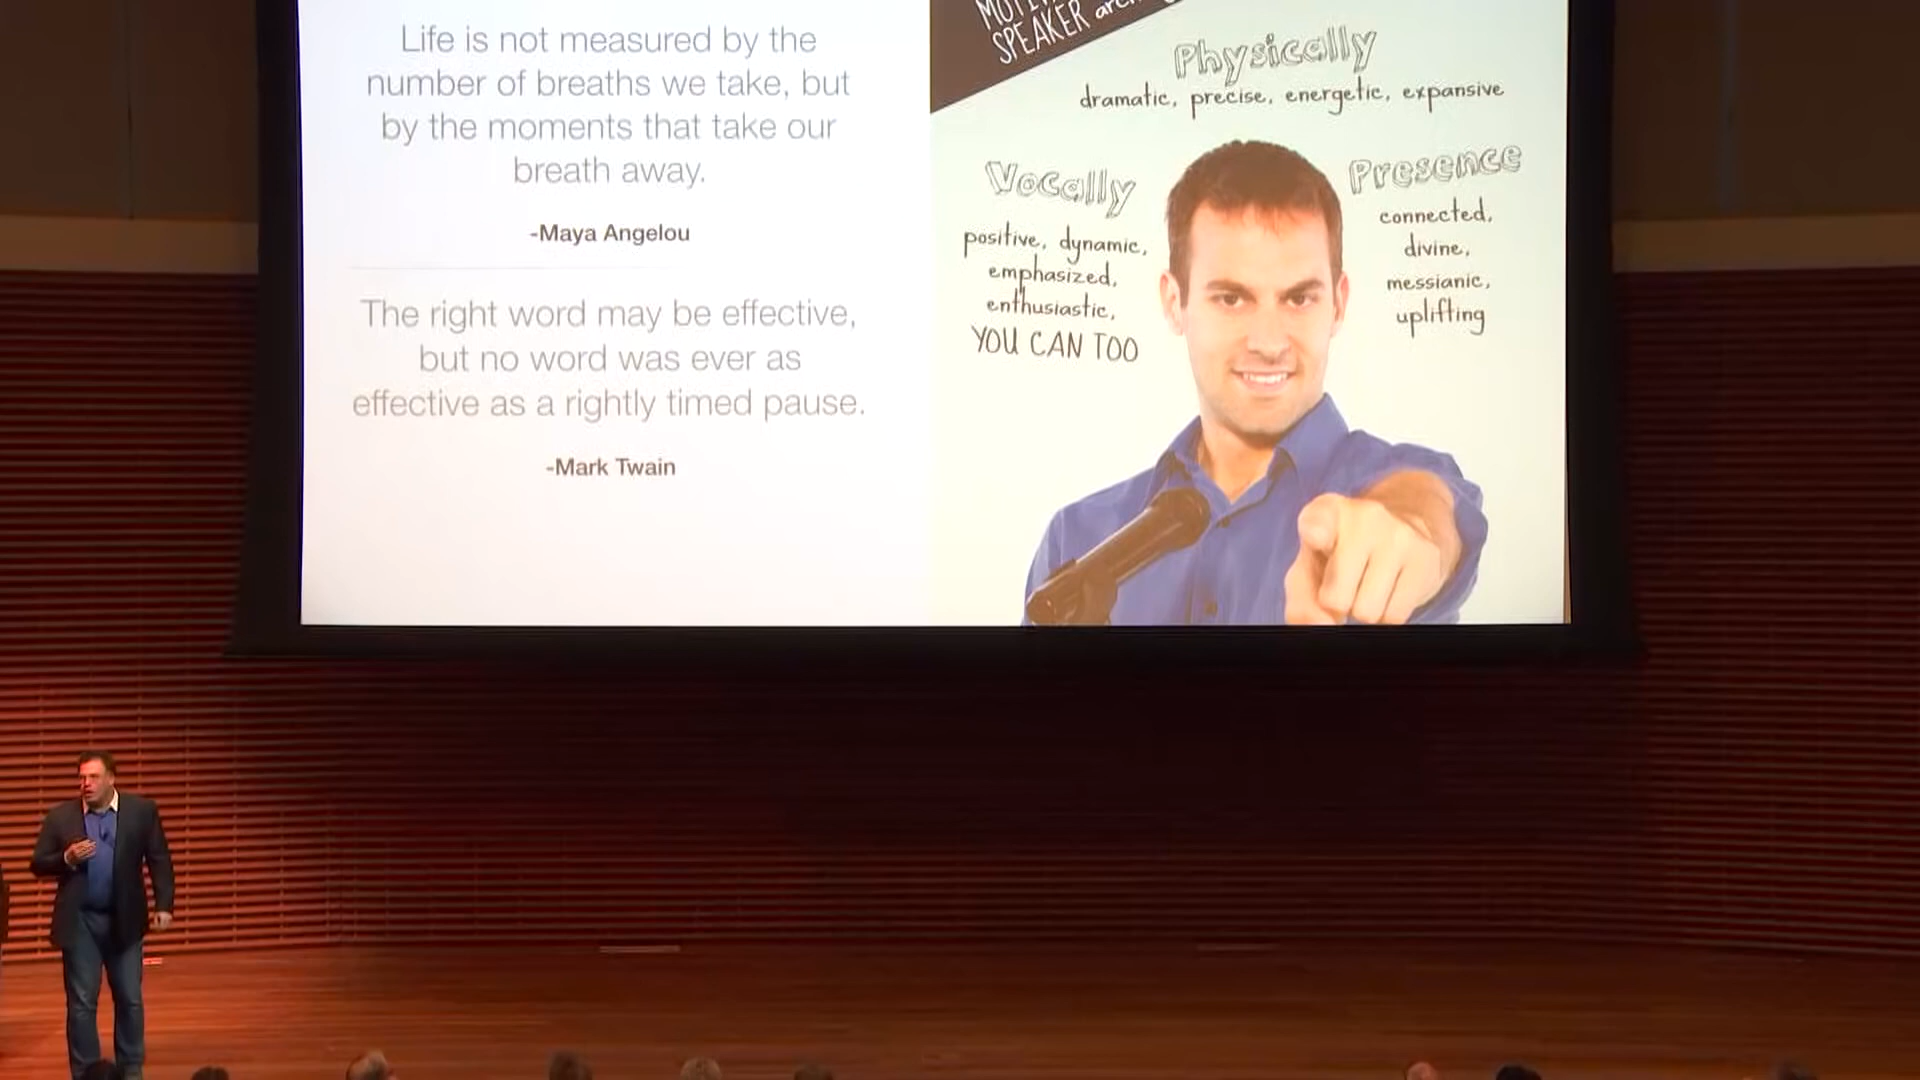 Life is not measured by the
number of breaths we take, but
by the moments that take our
breath away.
-Maya Angelou
The right word may be effective,
but no word was ever as
effective as a rightly timed pause.
-Mark Twain
SPEAKER
Physically
dramatic, precise, energetic, expansive
Vocally
positive, dynamic,
emphasized,
enthusiastic,
YOU CAN TOO
Presence
connected,
divine,
messianic,
uplifting